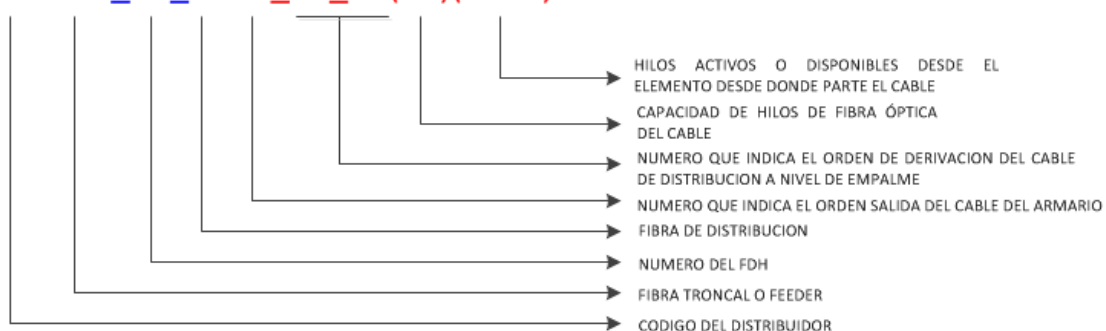 HILOS ACTIVOS O DISPONIBLES DESDE EL
ELEMENTO DESDE DONDE PARTE EL CABLE
CAPACIDAD DE HILOS DE FIBRA ÓPTICA
DEL CABLE
NUMERO QUE INDICA EL ORDEN DE DERIVACION DEL CABLE
DE DISTRIBUCION A NIVEL DE EMPALME
NUMERO QUE INDICA EL ORDEN SALIDA DEL CABLE DEL ARMARIO
FIBRA DE DISTRIBUCION
NUMERO DEL FDH
FIBRA TRONCAL O FEEDER
CODIGO DEL DISTRIBUIDOR